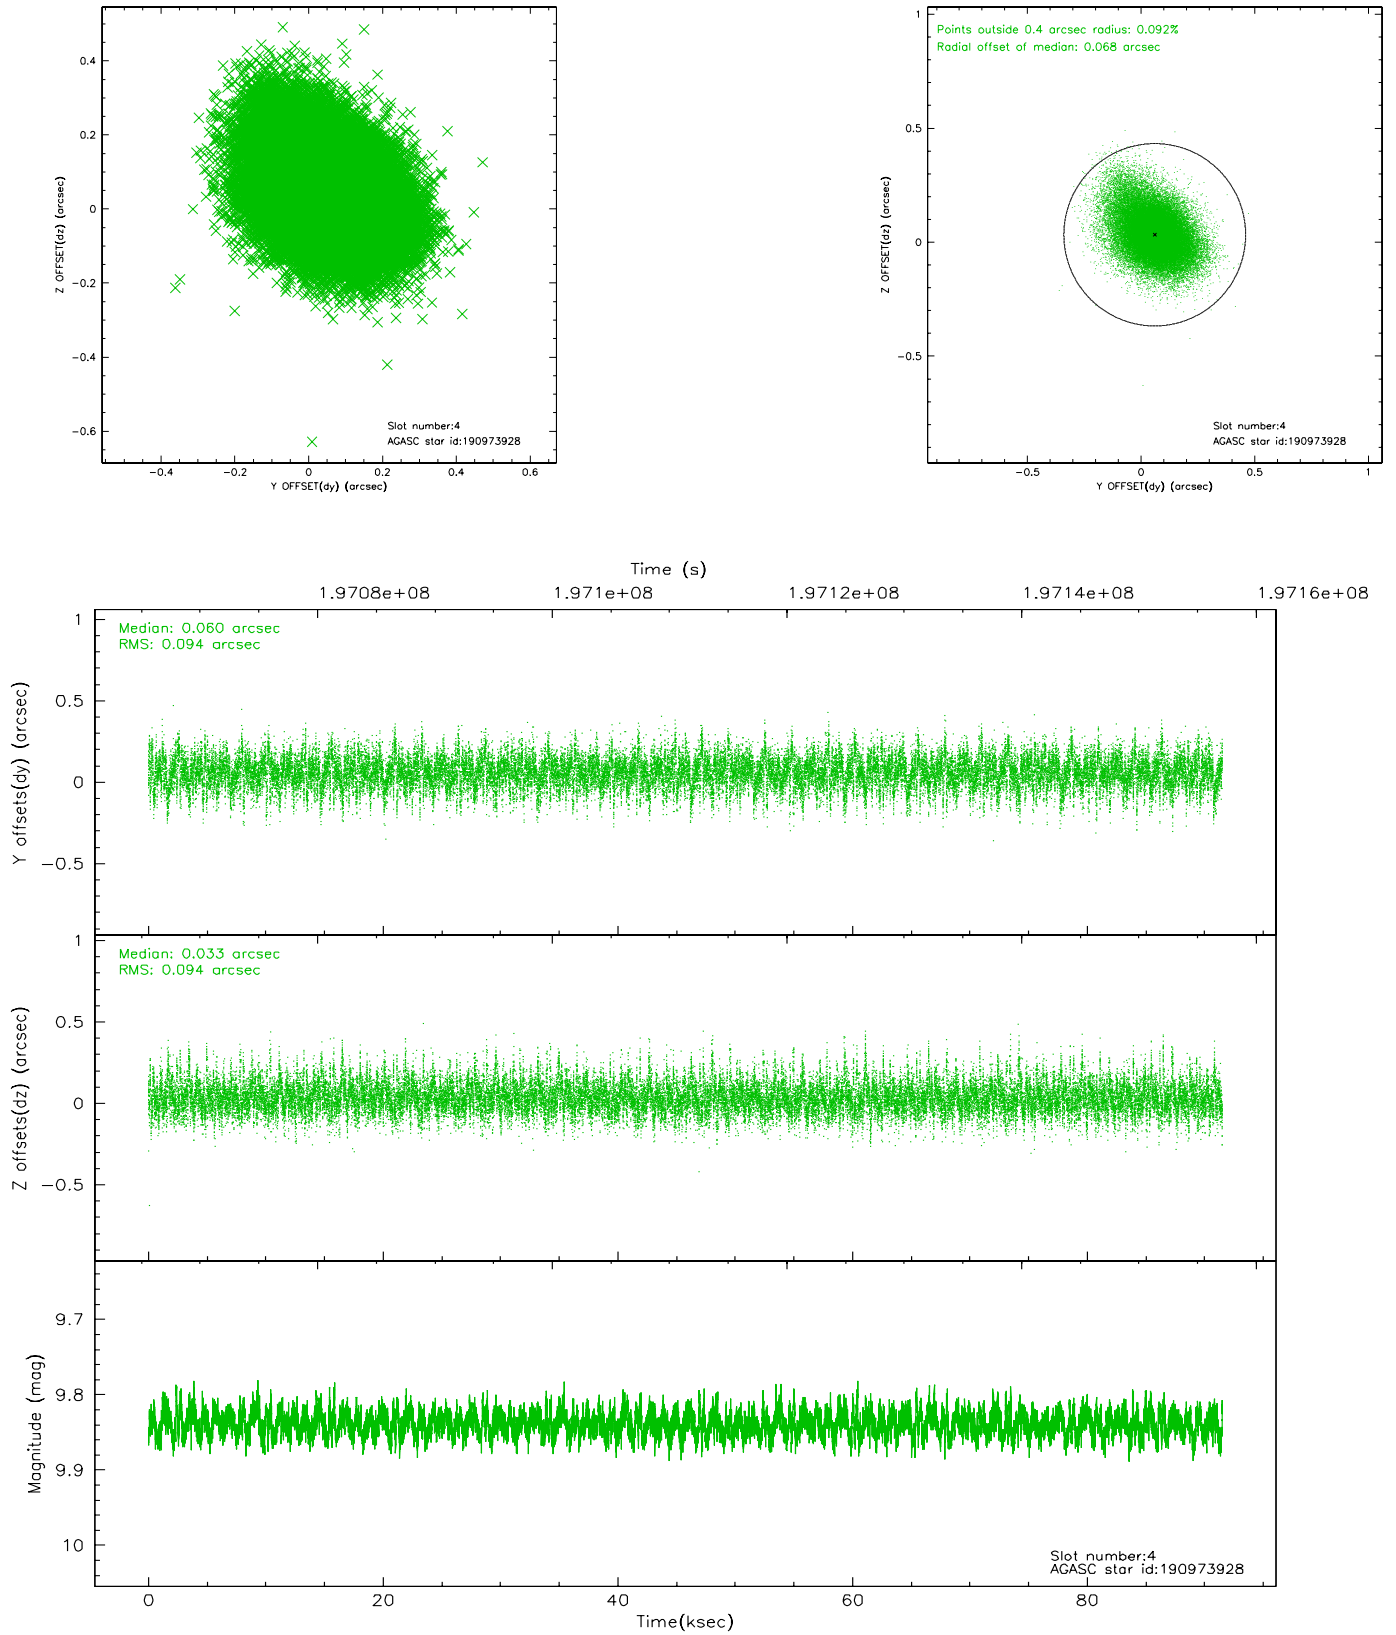 0.4
0.2
0
−0.2
−0.4
−0.6
Z OFFSET(dz) (arcsec)
Slot number:4
AGASC star id:190973928
−0.4 −0.2 0 0.2 0.4 0.6
Y OFFSET(dy) (arcsec)
1
0.5
0
−0.5
Z OFFSET(dz) (arcsec)
Points outside 0.4 arcsec radius: 0.092%
Radial offset of median: 0.068 arcsec
Slot number:4
AGASC star id:190973928
−0.5 0 0.5 1
Y OFFSET(dy) (arcsec)
Time (s)
1.9708e+08 1.971e+08 1.9712e+08 1.9714e+08 1.9716e+08
1
0.5
0
−0.5
Y offsets(dy) (arcsec)
Median: 0.060 arcsec
RMS: 0.094 arcsec
1
0.5
0
−0.5
Z offsets(dz) (arcsec)
Median: 0.033 arcsec
RMS: 0.094 arcsec
9.7
9.8
9.9
10
Magnitude (mag)
Slot number:4
AGASC star id:190973928
0 20 40 60 80
Time(ksec)